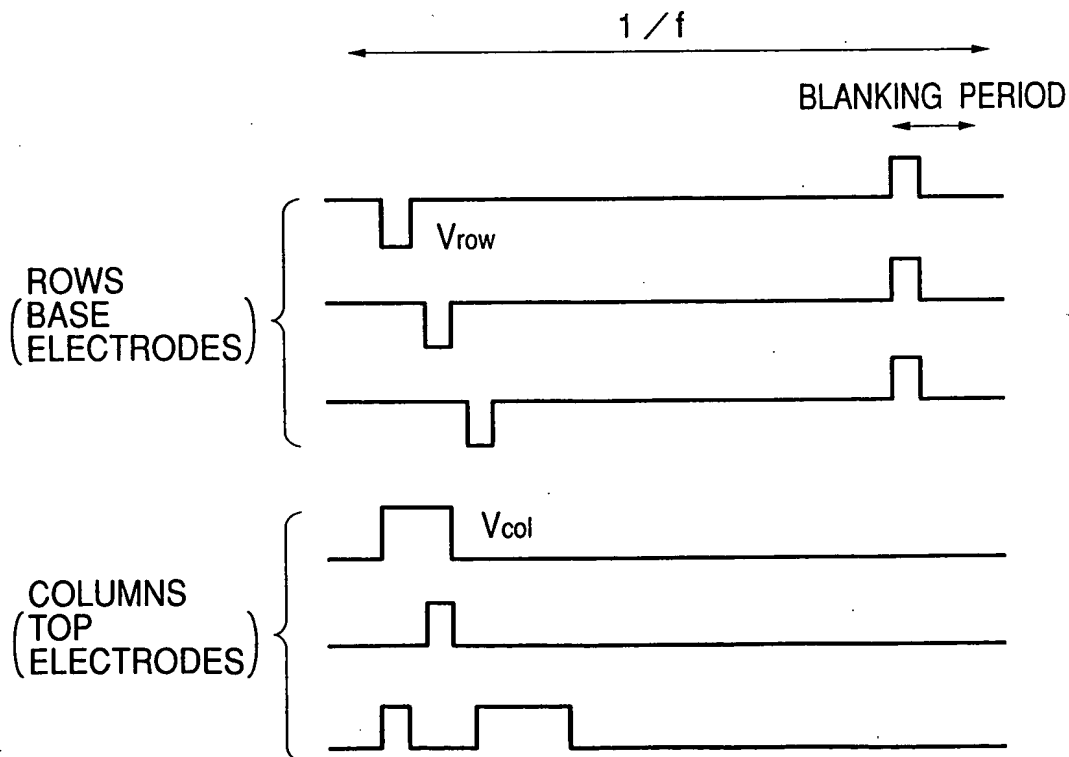 1/f
BLANKING PERIOD
Vrow
ROWS
(BASE
ELECTRODES)
Vcol
COLUMNS
(TOP
ELECTRODES)